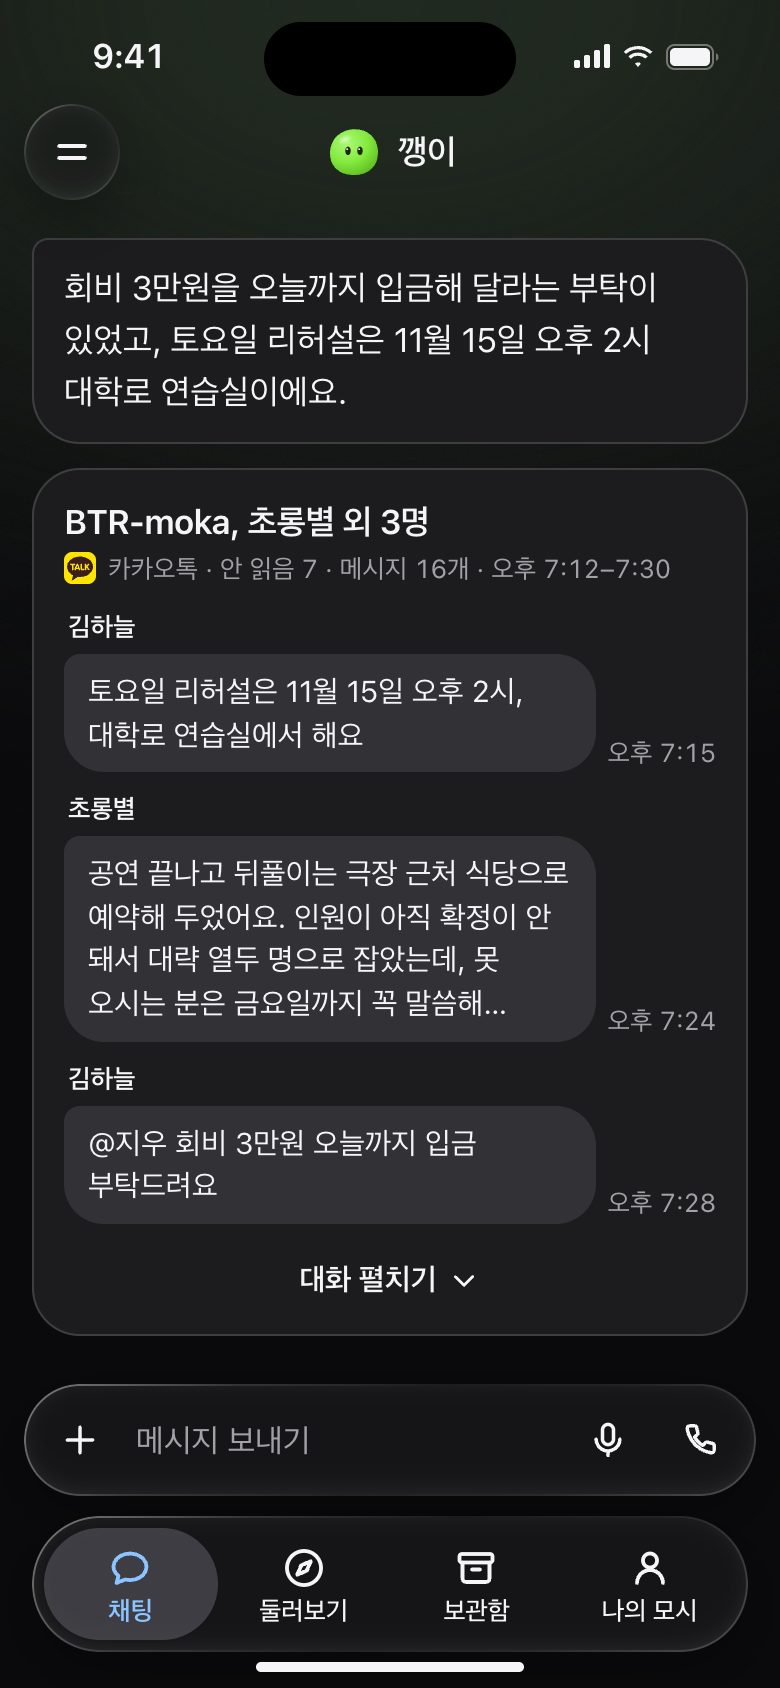 9:41
깽이
회비 3만원을 오늘까지 입금해 달라는 부탁이
있었고, 토요일 리허설은 11월 15일 오후 2시
대학로 연습실이에요.
BTR-moka, 초롱별 외 3명
TALK 카카오톡 · 안 읽음 7 · 메시지 16개 · 오후 7:12–7:30
김하늘
토요일 리허설은 11월 15일 오후 2시,
대학로 연습실에서 해요
오후 7:15
초롱별
공연 끝나고 뒤풀이는 극장 근처 식당으로
예약해 두었어요. 인원이 아직 확정이 안
돼서 대략 열두 명으로 잡았는데, 못
오시는 분은 금요일까지 꼭 말씀해...
오후 7:24
김하늘
@지우 회비 3만원 오늘까지 입금
부탁드려요
오후 7:28
대화 펼치기
메시지 보내기
채팅
둘러보기
보관함
나의 모시